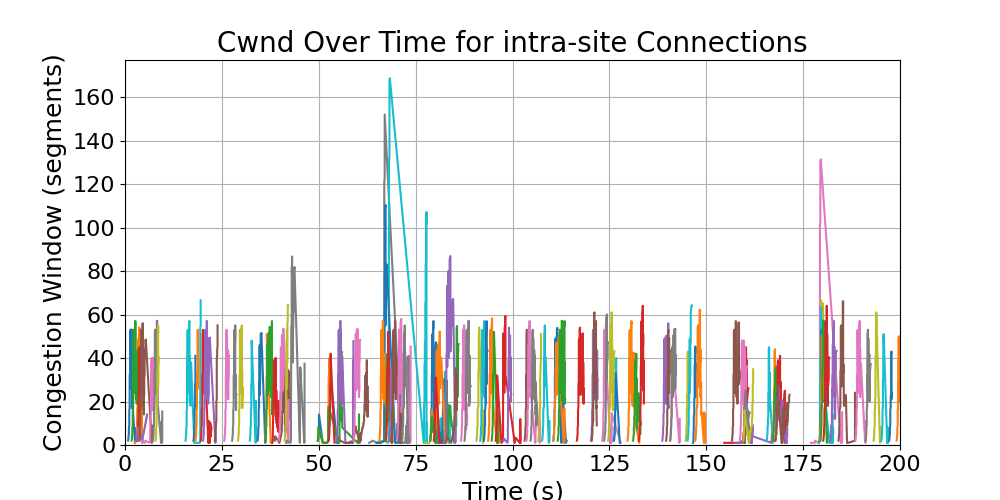 Cwnd Over Time for intra-site Connections
Congestion Window (segments)
160
140
120
100
80
60
40
20
0
0 25 50 75 100 125 150 175 200
Time (s)